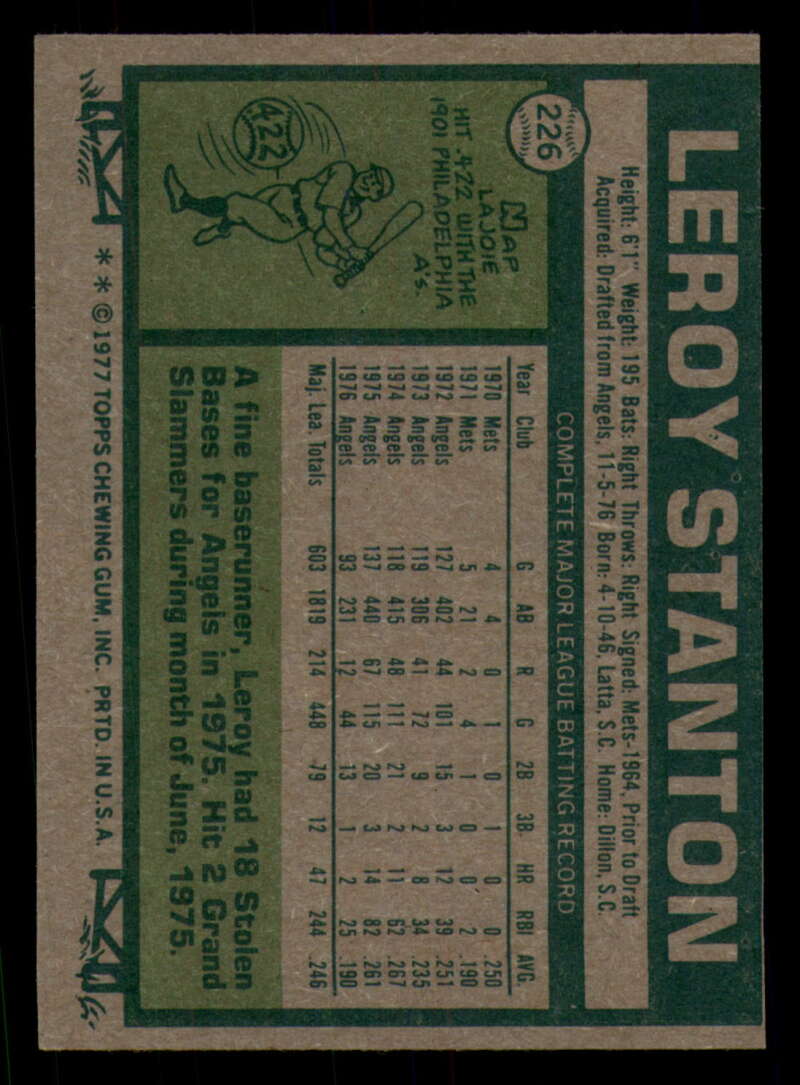 226
LEROY STANTON
Height: 6'1" Weight: 195 Bats: Right Throws: Right Signed: Mets-1964, Prior to Draft
Acquired: Drafted from Angels, 11-5-76 Born: 4-10-46, Latta, S.C. Home: Dillon, S.C.
NAP
LAJOIE
HIT .422 WITH THE
1901 PHILADELPHIA
A's.
.422
COMPLETE MAJOR LEAGUE BATTING RECORD
Year Club G AB R G 2B 3B. HR RBI AVG.
1970 Mets 4 4 0 1 0 1 0 0 .250
1971 Mets 5 21 2 4 1 0 0 2 .190
1972 Angels 127 402 44 101 15 3 12 39 .251
1973 Angels 119 306 41 72 9 2 8 34 .235
1974 Angels 118 415 48 111 21 2 11 62 .267
1975 Angels 137 440 67 115 20 3 14 82 .261
1976 Angels 93 231 12 44 13 1 2 25 .190
Maj. Lea. Totals 603 1819 214 448 79 12 47 244 .246
A fine baserunner, Leroy had 18 Stolen
Bases for Angels in 1975. Hit 2 Grand
Slammers during month of June, 1975.
* * © 1977 TOPPS CHEWING GUM, INC. PRTD. IN U.S.A.